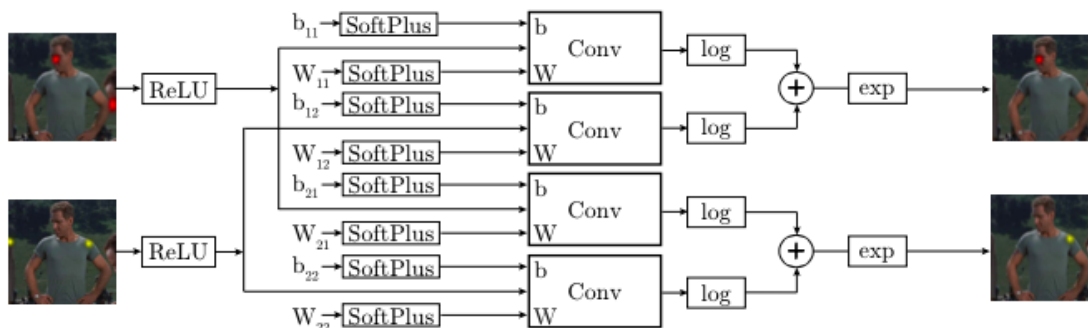 b11 SoftPlus b
Conv log
W11 SoftPlus W
ReLU
b12 SoftPlus b
+ exp
Conv log
W12 SoftPlus W
b21 SoftPlus b
Conv log
W21 SoftPlus W
ReLU
b22 SoftPlus b
+ exp
Conv log
W22 SoftPlus W